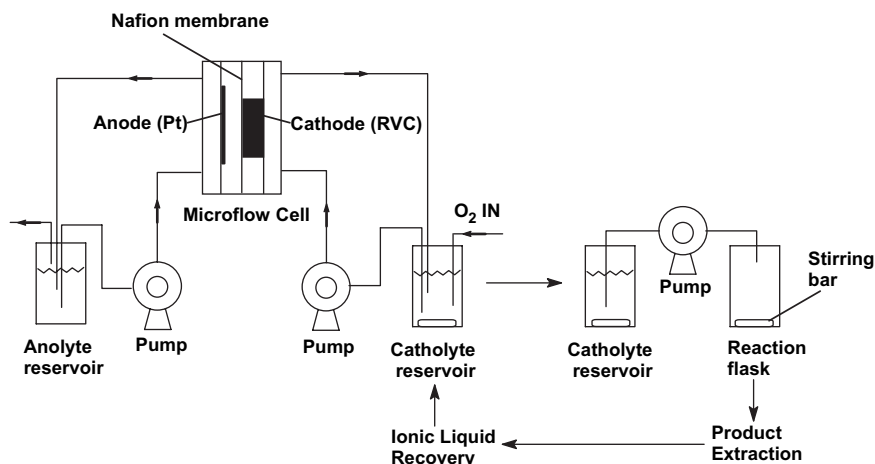 Nafion membrane
Anode (Pt)
Cathode (RVC)
Microflow Cell
O₂ IN
Pump
Stirring
bar
Anolyte
reservoir
Pump
Pump
Catholyte
reservoir
Catholyte
reservoir
Reaction
flask
Ionic Liquid
Recovery
Product
Extraction